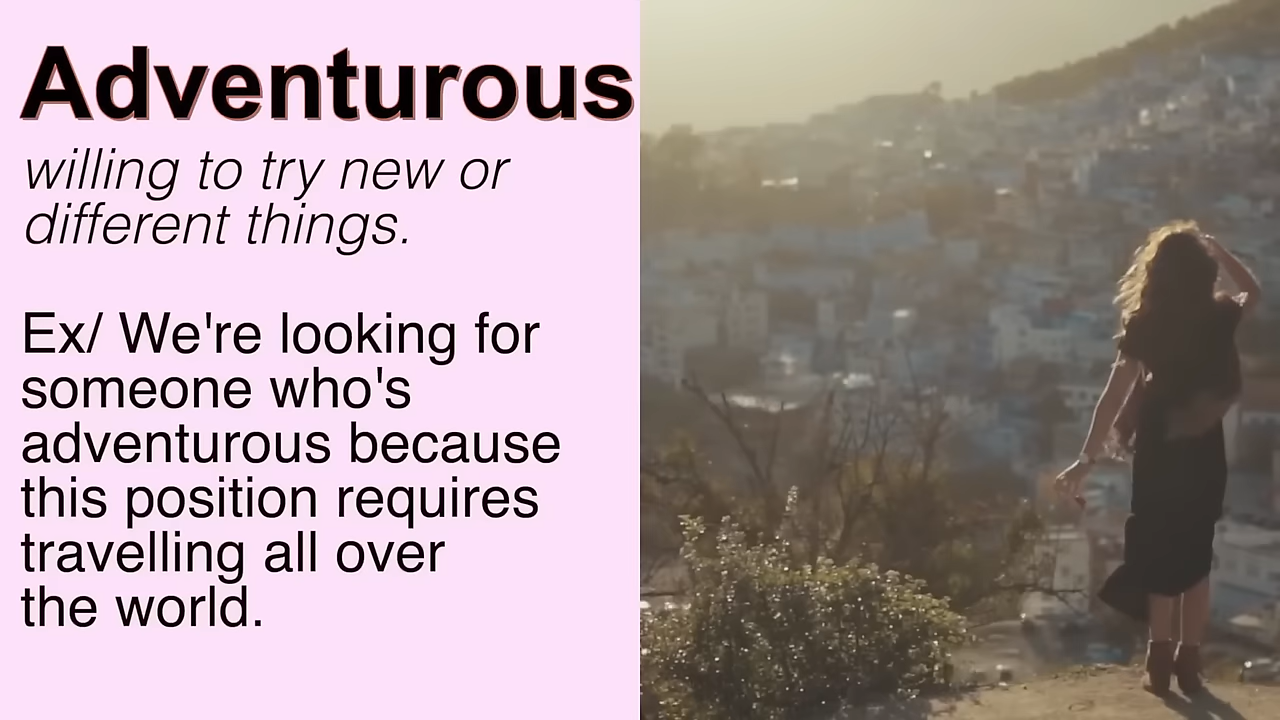 Adventurous
willing to try new or
different things.
Ex/ We're looking for
someone who's
adventurous because
this position requires
travelling all over
the world.